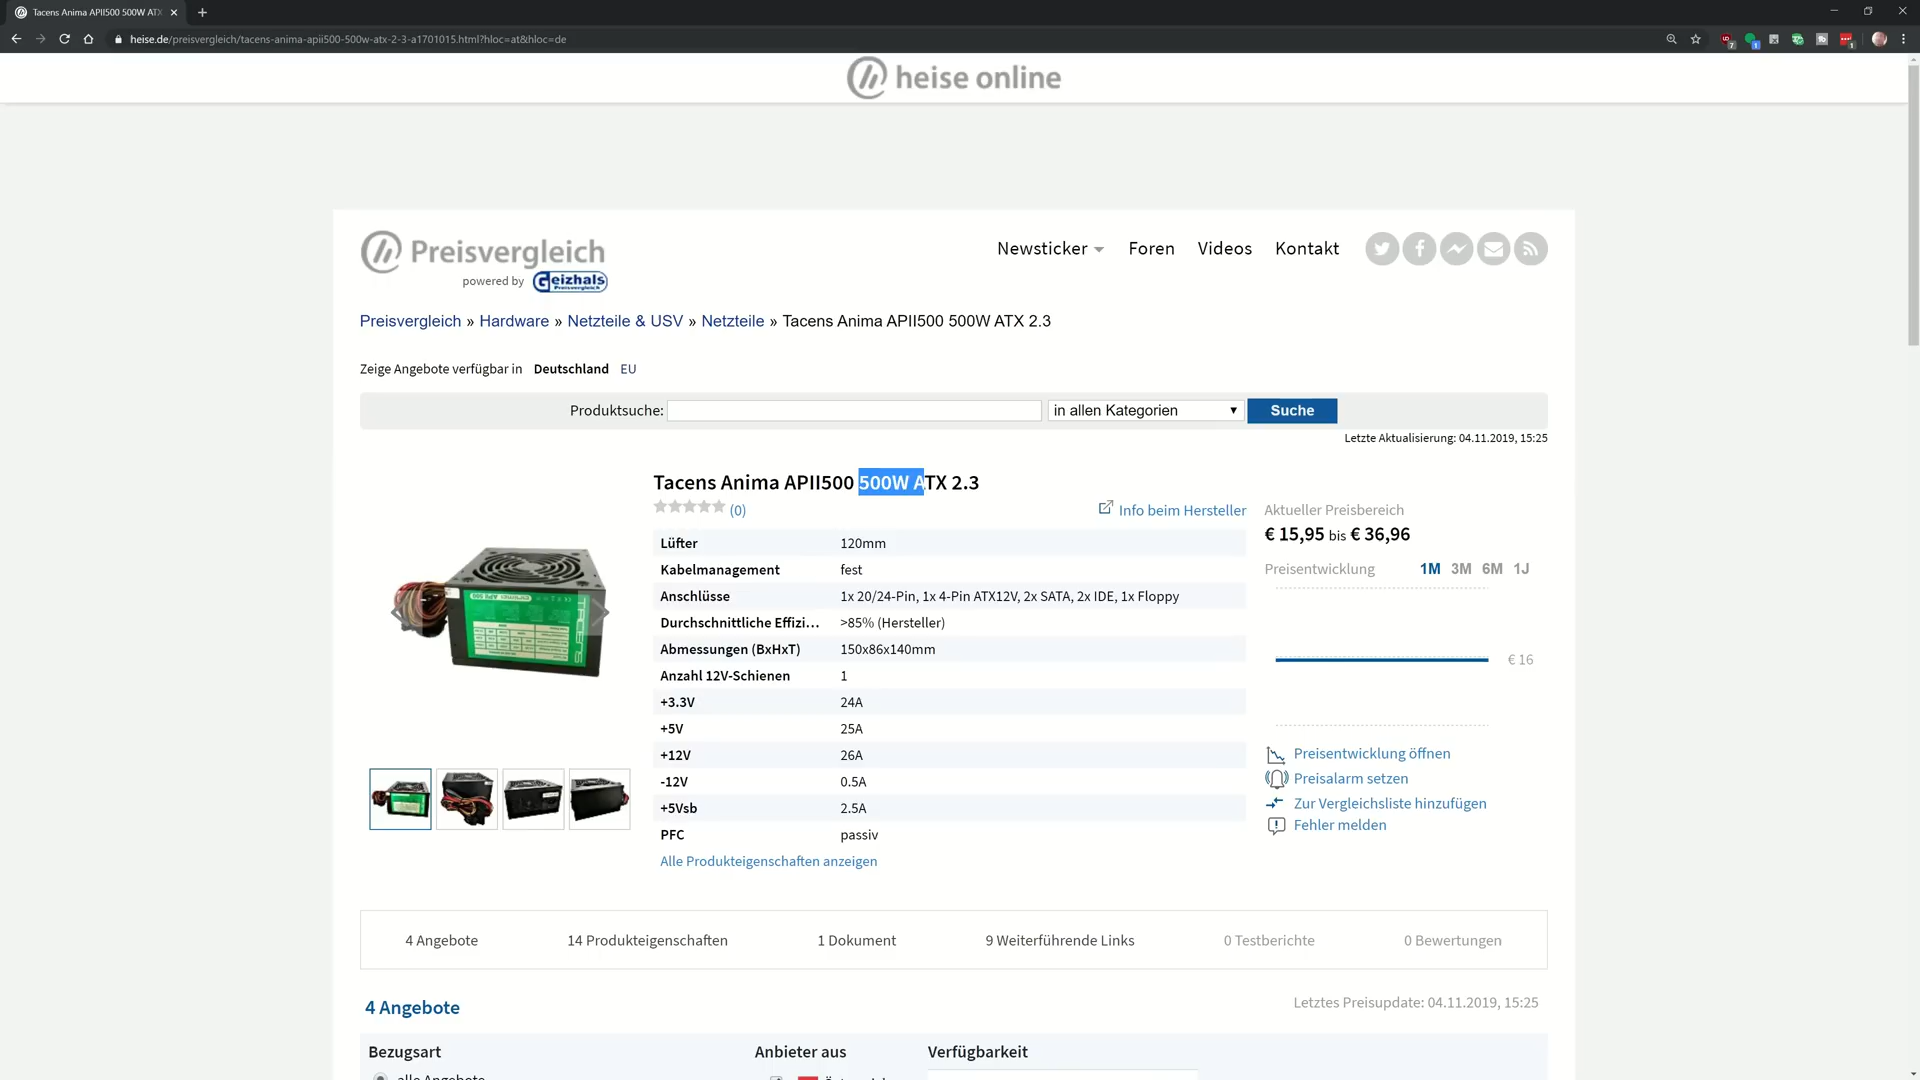 Tacens Anima APII500 500W ATX
heise.de/preisvergleich/tacens-anima-apii500-500w-atx-2-3-a1701015.html?hloc=at&hloc=de
heise online
Preisvergleich
powered by Geizhals
Preisvergleich
Newsticker Foren Videos Kontakt
Preisvergleich » Hardware » Netzteile & USV » Netzteile » Tacens Anima APII500 500W ATX 2.3
Zeige Angebote verfügbar in Deutschland EU
Produktsuche: in allen Kategorien Suche
Letzte Aktualisierung: 04.11.2019, 15:25
Tacens Anima APII500 500W ATX 2.3
(0)
Info beim Hersteller
Lüfter 120mm
Kabelmanagement fest
Anschlüsse 1x 20/24-Pin, 1x 4-Pin ATX12V, 2x SATA, 2x IDE, 1x Floppy
Durchschnittliche Effizi... >85% (Hersteller)
Abmessungen (BxHxT) 150x86x140mm
Anzahl 12V-Schienen 1
+3.3V 24A
+5V 25A
+12V 26A
-12V 0.5A
+5Vsb 2.5A
PFC passiv
Alle Produkteigenschaften anzeigen
Aktueller Preisbereich
€ 15,95 bis € 36,96
Preisentwicklung 1M 3M 6M 1J
€ 16
Preisentwicklung öffnen
Preisalarm setzen
Zur Vergleichsliste hinzufügen
Fehler melden
TACENS
4 Angebote 14 Produkteigenschaften 1 Dokument 9 Weiterführende Links 0 Testberichte 0 Bewertungen
4 Angebote
Letztes Preisupdate: 04.11.2019, 15:25
Bezugsart Anbieter aus Verfügbarkeit
alle Angebote